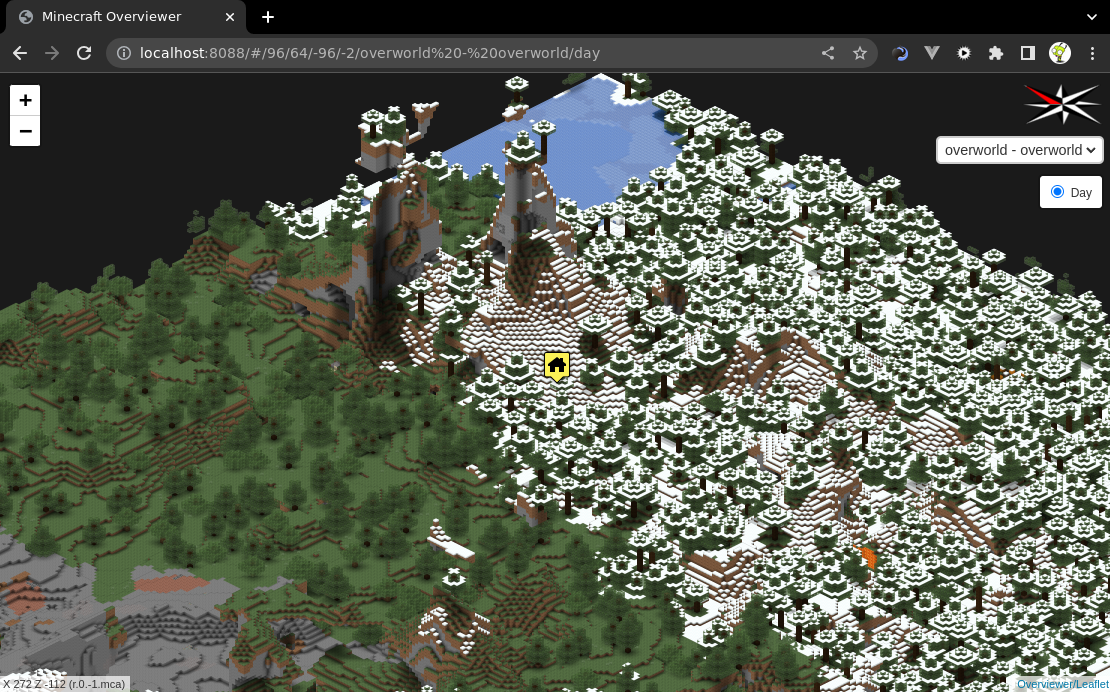 Minecraft Overviewer
localhost:8088/#/96/64/-96/-2/overworld%20-%20overworld/day
+
−
overworld - overworld
Day
X 272 Z -112 (r.0.-1.mca)
Overviewer/Leaflet